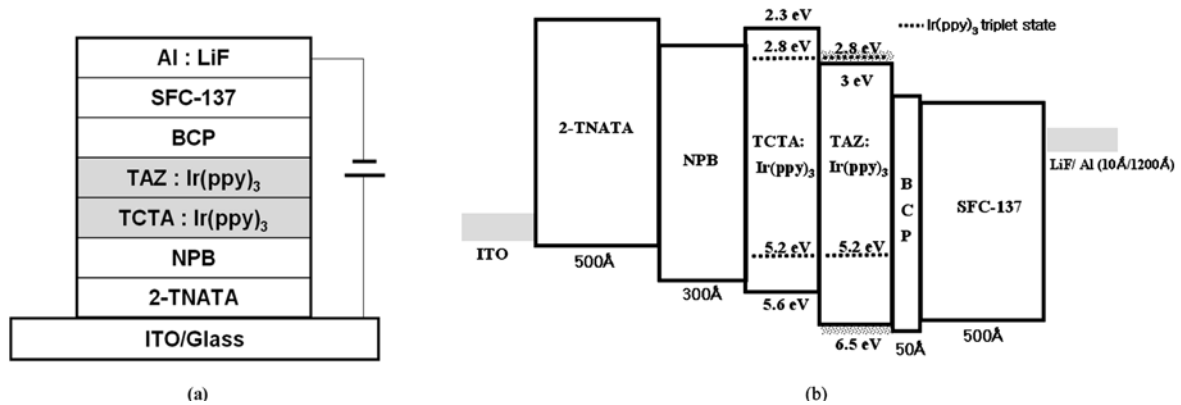 Al : LiF
SFC-137
BCP
TAZ : Ir(ppy)3
TCTA : Ir(ppy)3
NPB
2-TNATA
ITO/Glass
(a)
2.3 eV
2.8 eV
2.8 eV
Ir(ppy)3 triplet state
3 eV
2-TNATA
NPB
TCTA:
Ir(ppy)3
TAZ:
Ir(ppy)3
B
C
P
SFC-137
LiF/ Al (10Å/1200Å)
ITO
5.2 eV
5.2 eV
500Å
300Å
5.6 eV
6.5 eV
50Å
500Å
(b)